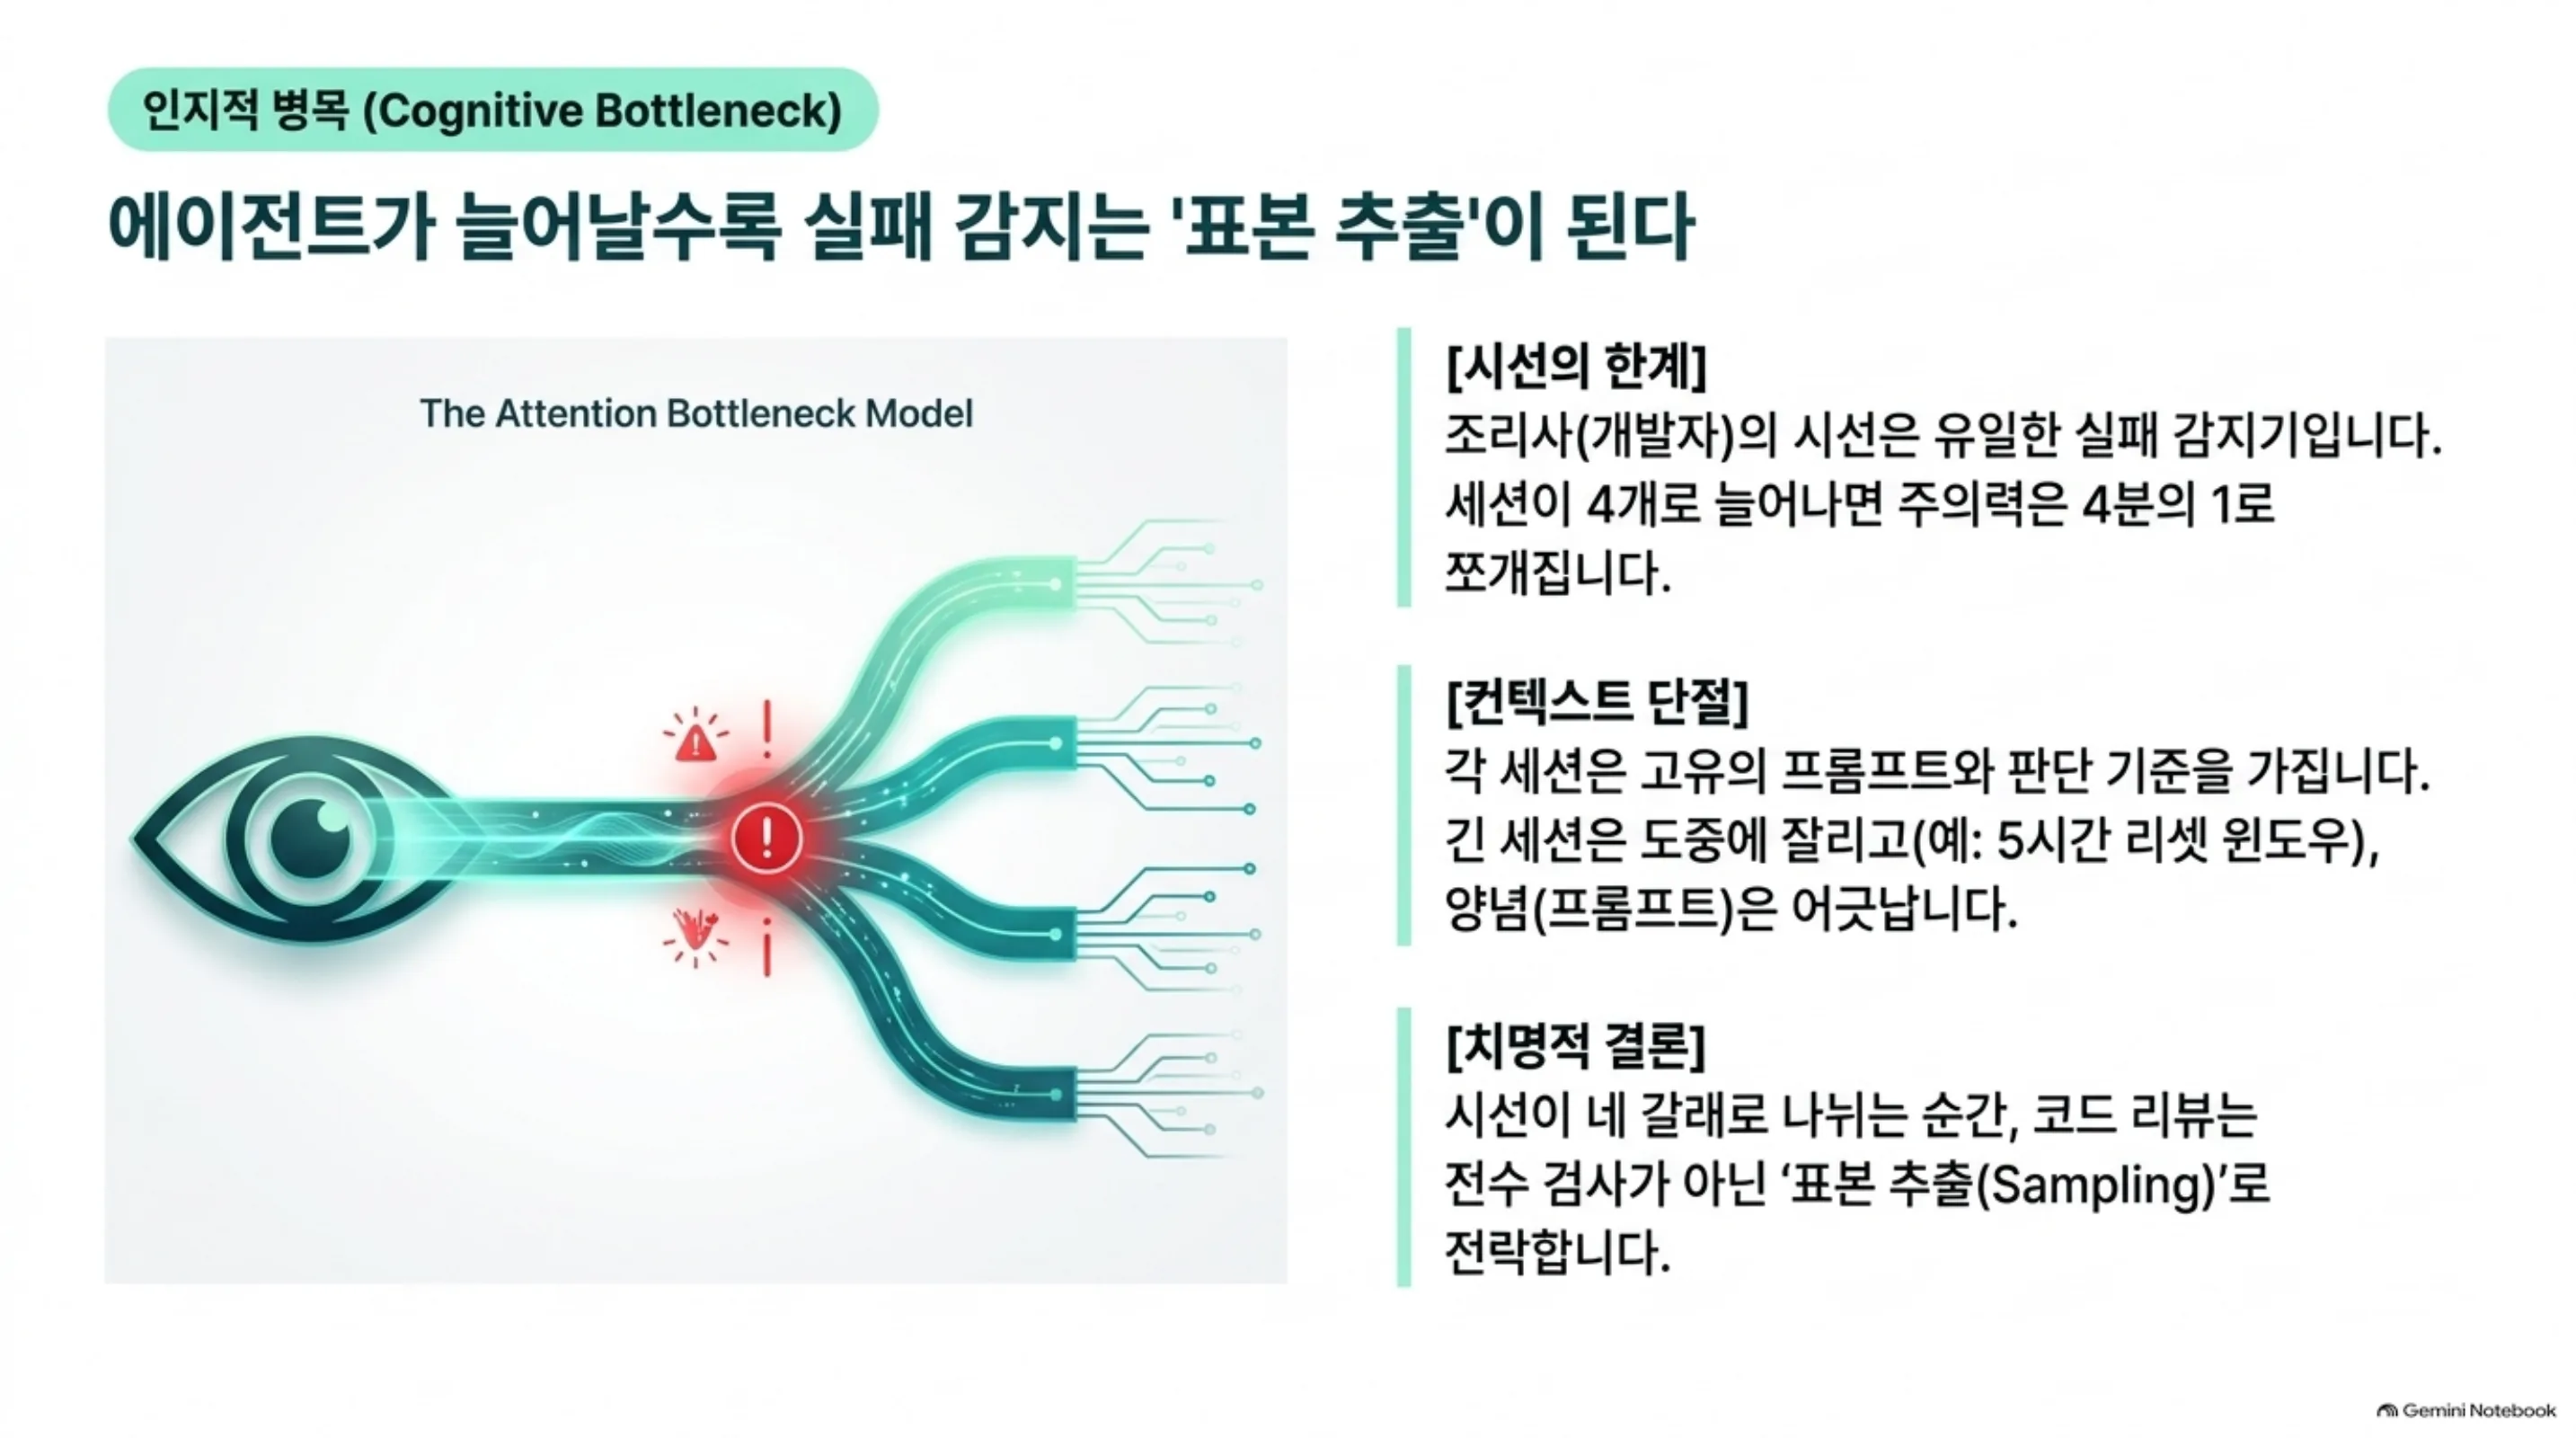 인지적 병목 (Cognitive Bottleneck)
에이전트가 늘어날수록 실패 감지는 '표본 추출'이 된다
The Attention Bottleneck Model
[시선의 한계]
조리사(개발자)의 시선은 유일한 실패 감지기입니다.
세션이 4개로 늘어나면 주의력은 4분의 1로
쪼개집니다.
[컨텍스트 단절]
각 세션은 고유의 프롬프트와 판단 기준을 가집니다.
긴 세션은 도중에 잘리고(예: 5시간 리셋 윈도우),
양념(프롬프트)은 어긋납니다.
[치명적 결론]
시선이 네 갈래로 나뉘는 순간, 코드 리뷰는
전수 검사가 아닌 ‘표본 추출(Sampling)’로
전락합니다.
Gemini Notebook